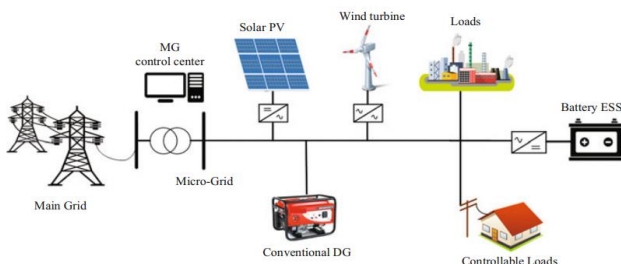 Solar PV
Wind turbine
Loads
MG
control center
Battery ESS
Micro-Grid
Main Grid
Conventional DG
Controllable Loads